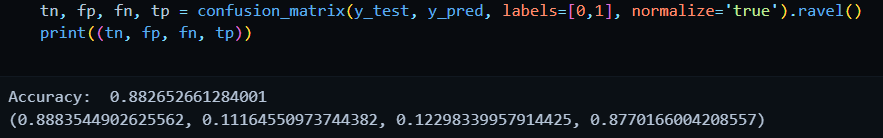 tn, fp, fn, tp = confusion_matrix(y_test, y_pred, labels=[0,1], normalize='true').ravel()
print((tn, fp, fn, tp))
Accuracy:  0.882652661284001
(0.8883544902625562, 0.11164550973744382, 0.12298339957914425, 0.8770166004208557)